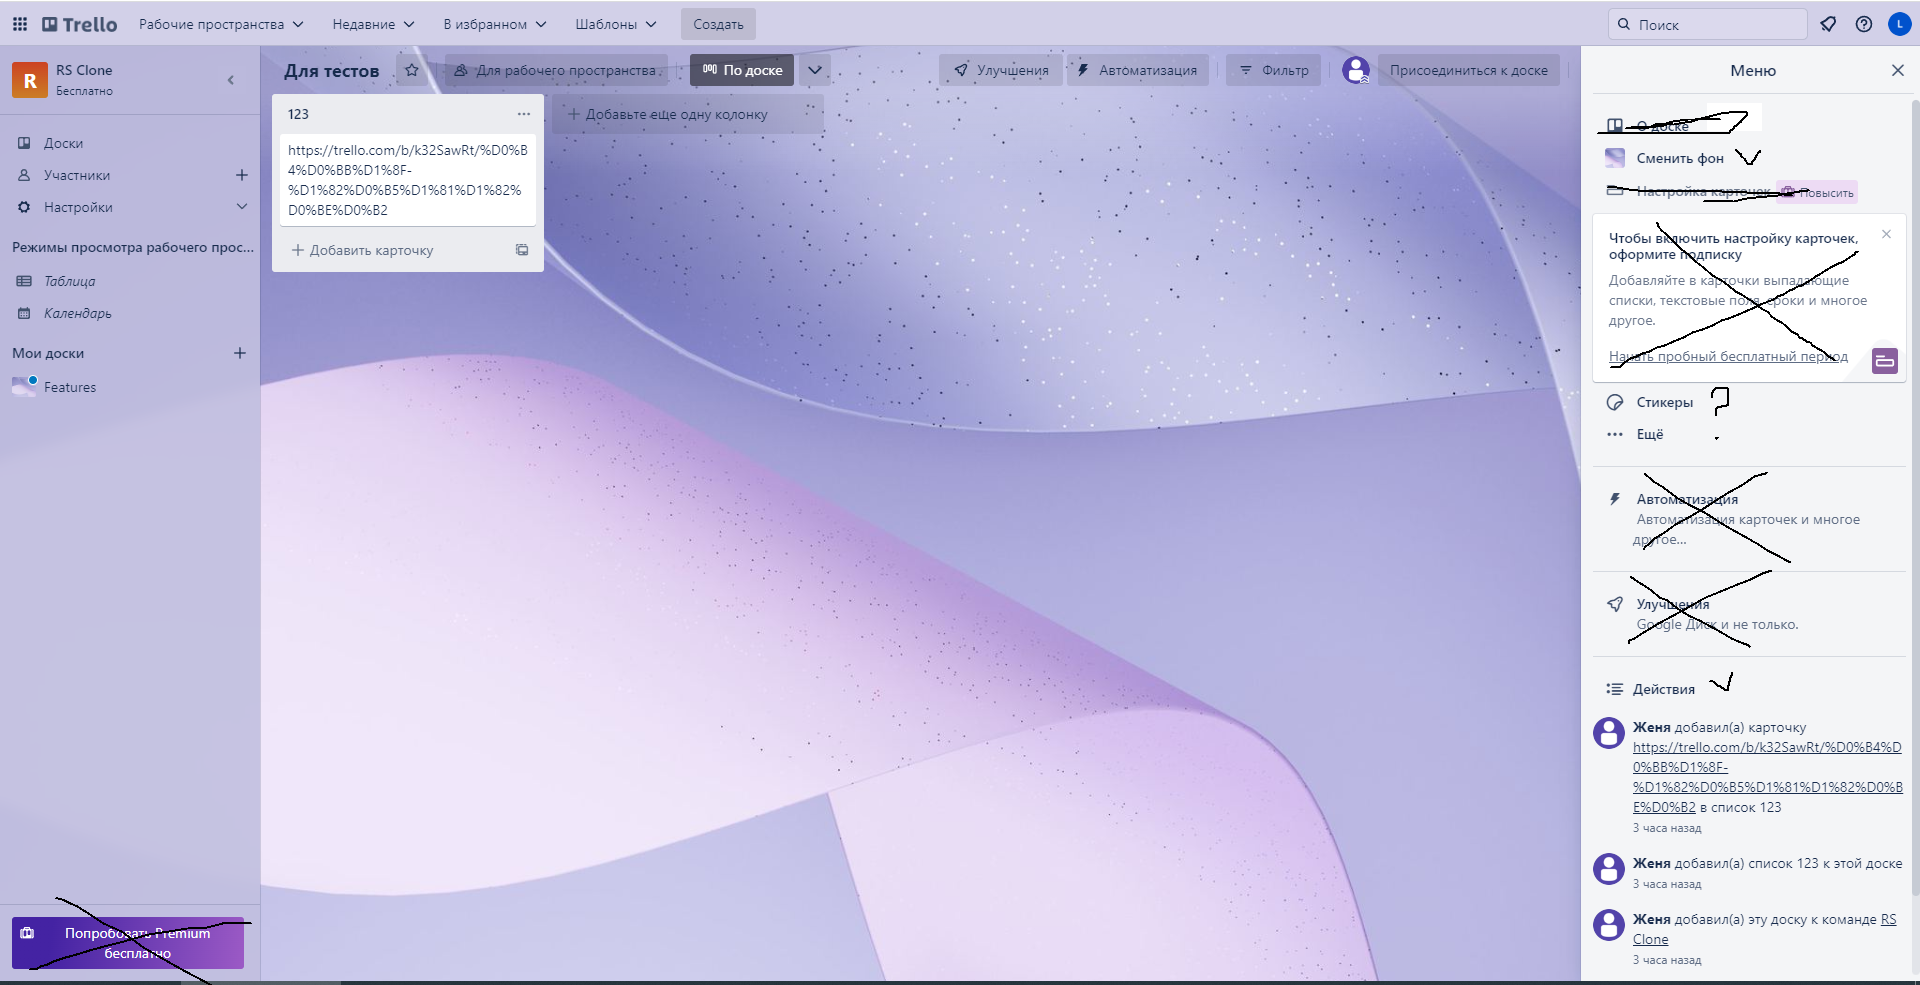 Trello
Рабочие пространства
Недавние
В избранном
Шаблоны
Создать
Поиск
L
R
RS Clone
Бесплатно
Доски
Участники
Настройки
Режимы просмотра рабочего прос...
Таблица
Календарь
Мои доски
Features
Попробовать Premium
бесплатно
Для тестов
Для рабочего пространства
По доске
Улучшения
Автоматизация
Фильтр
Присоединиться к доске
123
https://trello.com/b/k32SawRt/%D0%B
4%D0%BB%D1%8F-
%D1%82%D0%B5%D1%81%D1%82%
D0%BE%D0%B2
Добавить карточку
Добавьте еще одну колонку
Меню
О доске
Сменить фон
Настройка карточек
Повысить
Чтобы включить настройку карточек,
оформите подписку
Добавляйте в карточки выпадающие
списки, текстовые поля, сроки и многое
другое.
Начать пробный бесплатный период
Стикеры
?
Ещё
Автоматизация
Автоматизация карточек и многое
другое...
Улучшения
Google Диск и не только.
Действия
Женя добавил(а) карточку
https://trello.com/b/k32SawRt/%D0%B4%D
0%BB%D1%8F-
%D1%82%D0%B5%D1%81%D1%82%D0%B
E%D0%B2 в список 123
3 часа назад
Женя добавил(а) список 123 к этой доске
3 часа назад
Женя добавил(а) эту доску к команде RS
Clone
3 часа назад